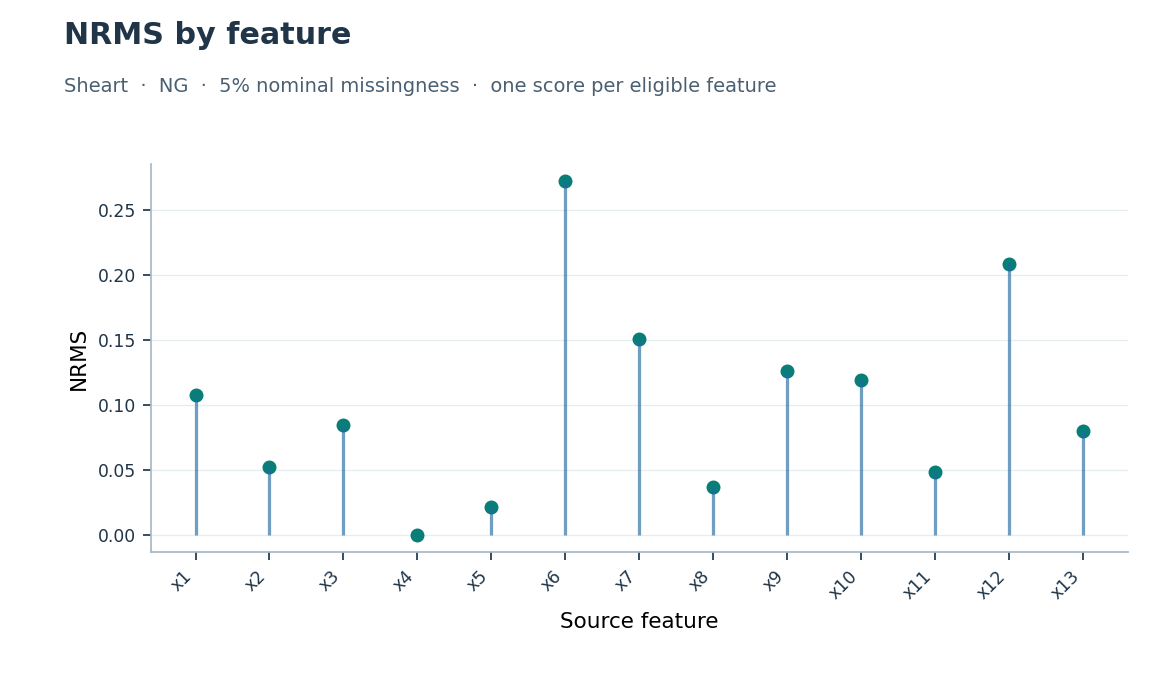 NRMS by feature
Sheart · NG · 5% nominal missingness · one score per eligible feature
NRMS
0.25
0.20
0.15
0.10
0.05
0.00
x1 x2 x3 x4 x5 x6 x7 x8 x9 x10 x11 x12 x13
Source feature